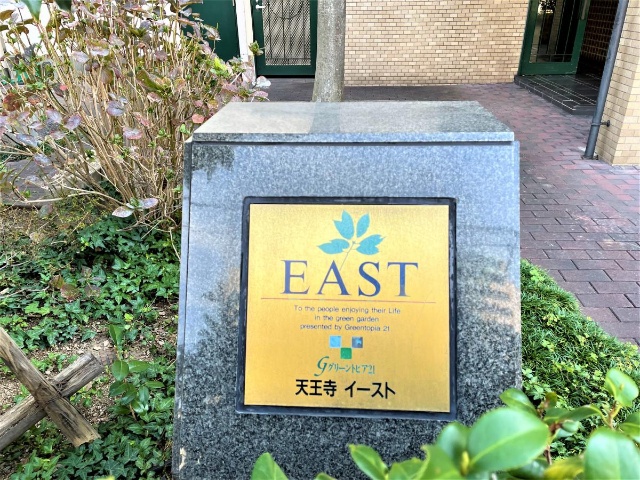 EAST
To the people enjoying their Life
in the green garden
presented by Greentopia 21
Gグリーントピア21
天王寺 イースト